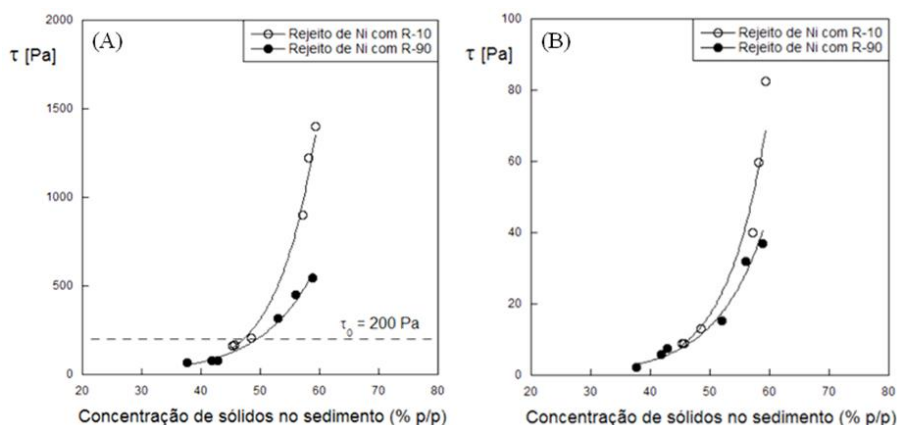 2000
(A)
τ [Pa]
Rejeito de Ni com R-10
Rejeito de Ni com R-90
1500
1000
500
τ₀ = 200 Pa
0
20 30 40 50 60 70 80
Concentração de sólidos no sedimento (% p/p)
100
(B)
τ [Pa]
Rejeito de Ni com R-10
Rejeito de Ni com R-90
80
60
40
20
0
20 30 40 50 60 70 80
Concentração de sólidos no sedimento (% p/p)